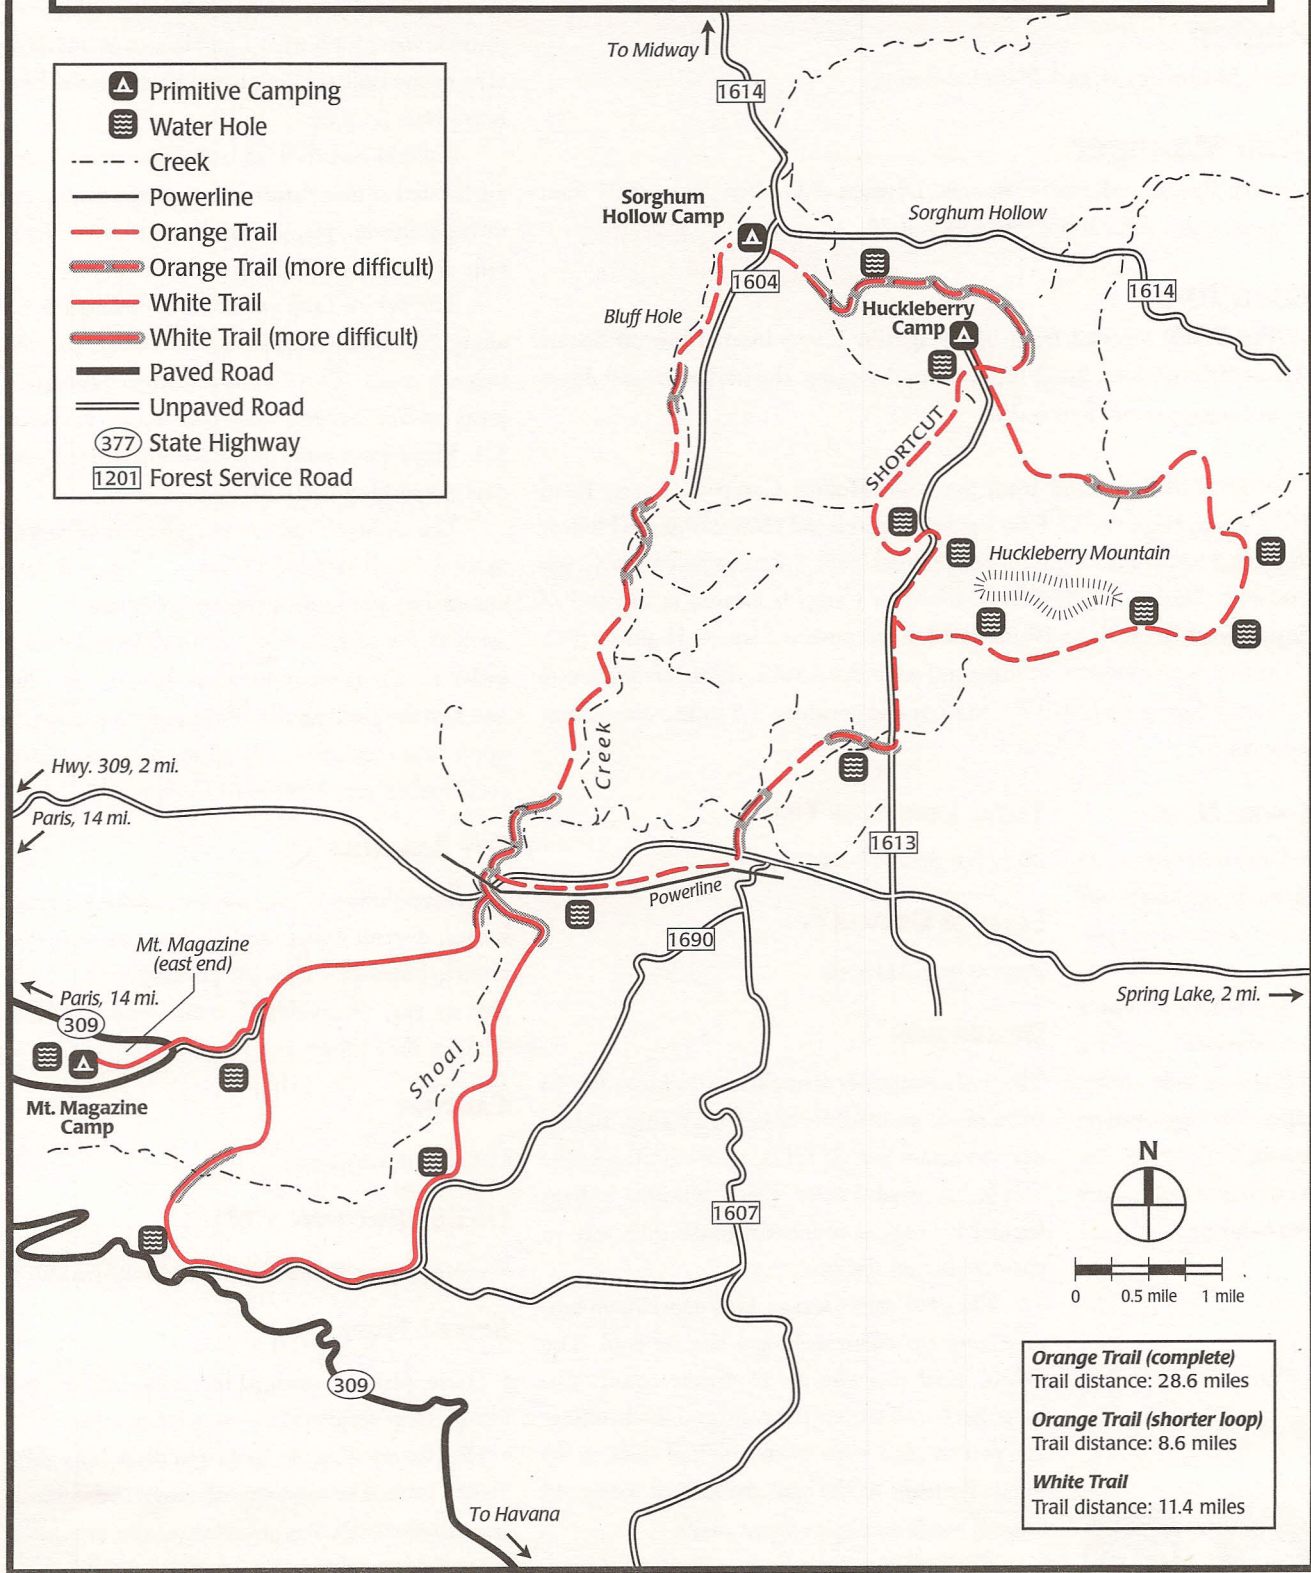 To Midway
1614
Primitive Camping
Water Hole
Creek
Powerline
Orange Trail
Orange Trail (more difficult)
White Trail
White Trail (more difficult)
Paved Road
Unpaved Road
377 State Highway
1201 Forest Service Road
Sorghum
Hollow Camp
Sorghum Hollow
1604
1614
Bluff Hole
Huckleberry
Camp
SHORTCUT
Huckleberry Mountain
Creek
Hwy. 309, 2 mi.
Paris, 14 mi.
1613
Powerline
1690
Mt. Magazine
(east end)
Paris, 14 mi.
309
Spring Lake, 2 mi.
Shoal
Mt. Magazine
Camp
N
1607
0 0.5 mile 1 mile
309
Orange Trail (complete)
Trail distance: 28.6 miles
Orange Trail (shorter loop)
Trail distance: 8.6 miles
White Trail
Trail distance: 11.4 miles
To Havana